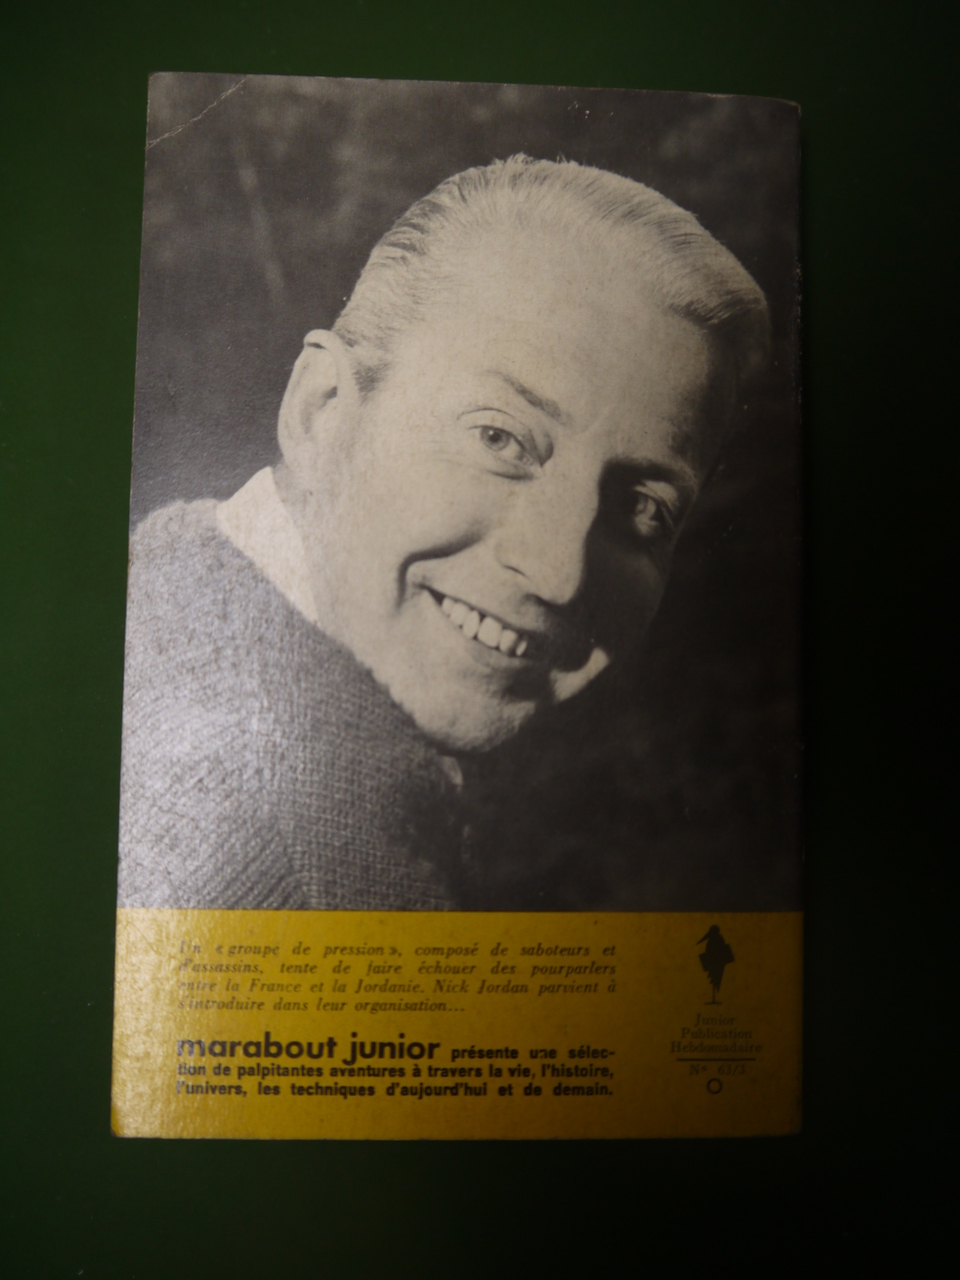 Un « groupe de pression », composé de saboteurs et
d'assassins, tente de faire échouer des pourparlers
entre la France et la Jordanie. Nick Jordan parvient à
s'introduire dans leur organisation...
marabout junior présente une sélec-
tion de palpitantes aventures à travers la vie, l'histoire,
l'univers, les techniques d'aujourd'hui et de demain.
Junior
Publication
Hebdomadaire
N°